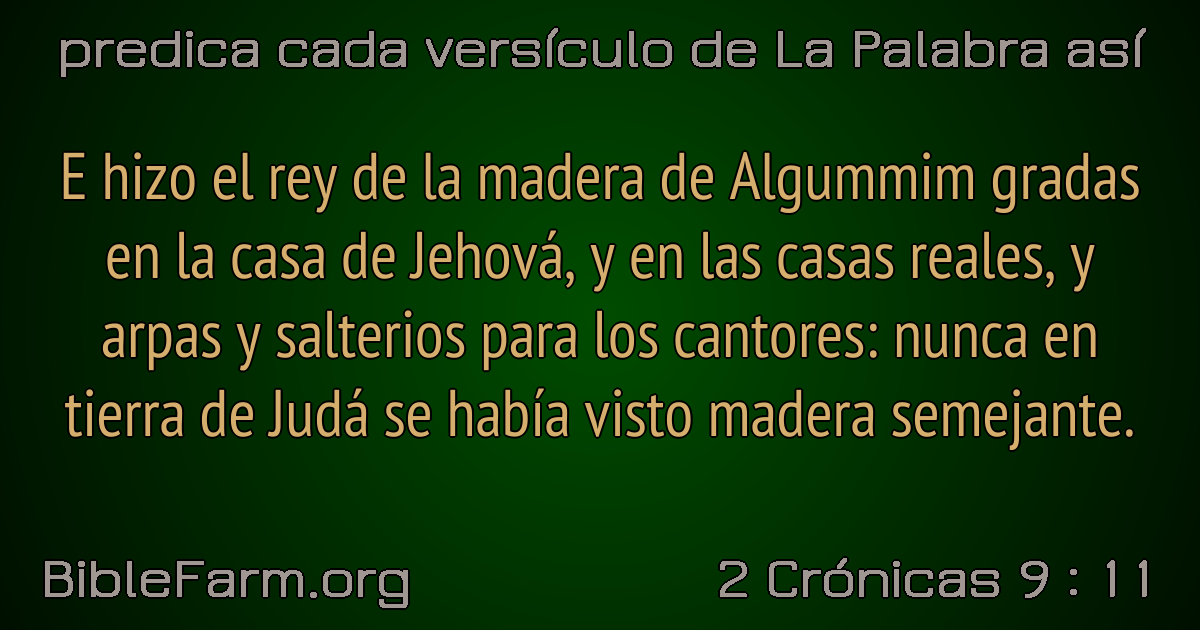 predica cada versículo de La Palabra así
E hizo el rey de la madera de Algummim gradas
en la casa de Jehová, y en las casas reales, y
arpas y salterios para los cantores: nunca en
tierra de Judá se había visto madera semejante.
BibleFarm.org
2 Crónicas 9 : 11